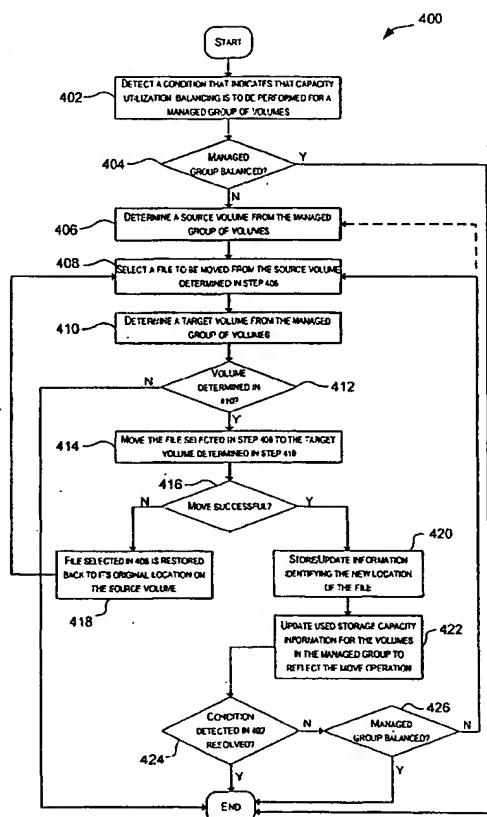 400
START
402
DETECT A CONDITION THAT INDICATES THAT CAPACITY
UTILIZATION BALANCING IS TO BE PERFORMED FOR A
MANAGED GROUP OF VOLUMES
404
MANAGED
GROUP BALANCED?
Y
N
406
DETERMINE A SOURCE VOLUME FROM THE MANAGED
GROUP OF VOLUMES
408
SELECT A FILE TO BE MOVED FROM THE SOURCE VOLUME
DETERMINED IN STEP 406
410
DETERMINE A TARGET VOLUME FROM THE MANAGED
GROUP OF VOLUMES
N
VOLUME
DETERMINED IN
410?
412
Y
414
MOVE THE FILE SELECTED IN STEP 408 TO THE TARGET
VOLUME DETERMINED IN STEP 410
416
N
MOVE SUCCESSFUL?
Y
420
FILE SELECTED IN 408 IS RESTORED
BACK TO IT'S ORIGINAL LOCATION ON
THE SOURCE VOLUME
418
STORE/UPDATE INFORMATION
IDENTIFYING THE NEW LOCATION
OF THE FILE
UPDATE USED STORAGE CAPACITY
INFORMATION FOR THE VOLUMES
IN THE MANAGED GROUP TO
REFLECT THE MOVE OPERATION
422
426
CONDITION
DETECTED IN 402
RESOLVED?
424
N
MANAGED
GROUP BALANCED?
N
Y
Y
END